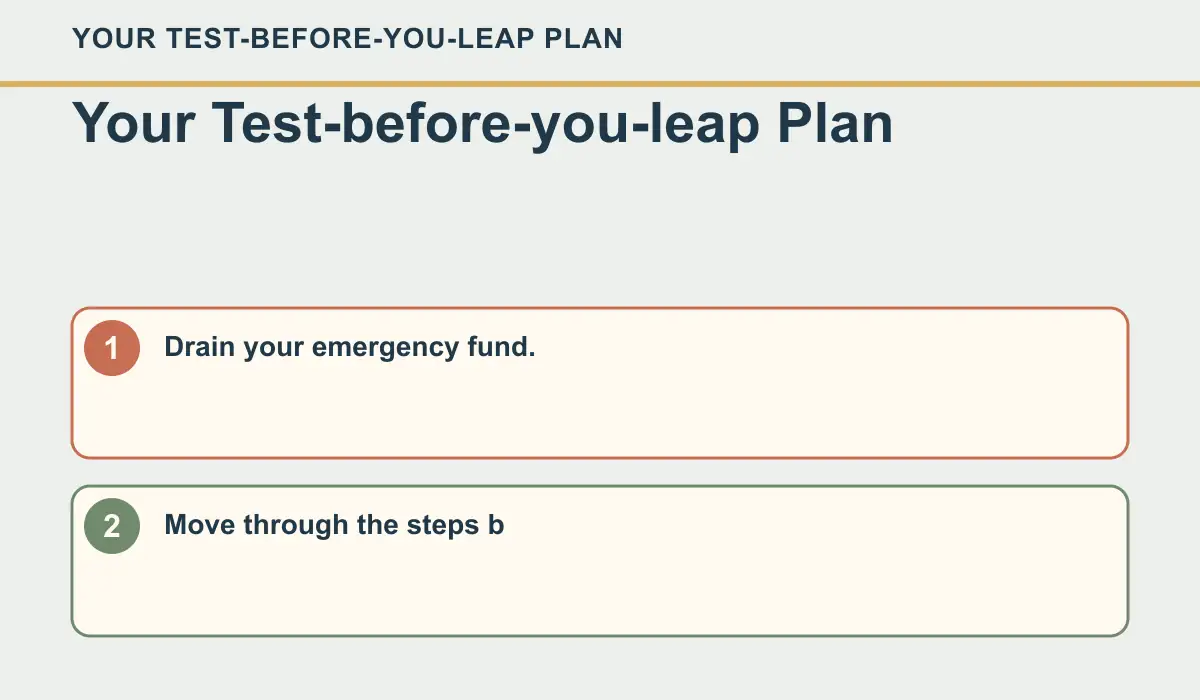 YOUR TEST-BEFORE-YOU-LEAP PLAN
Your Test-before-you-leap Plan
1
Drain your emergency fund.
2
Move through the steps b